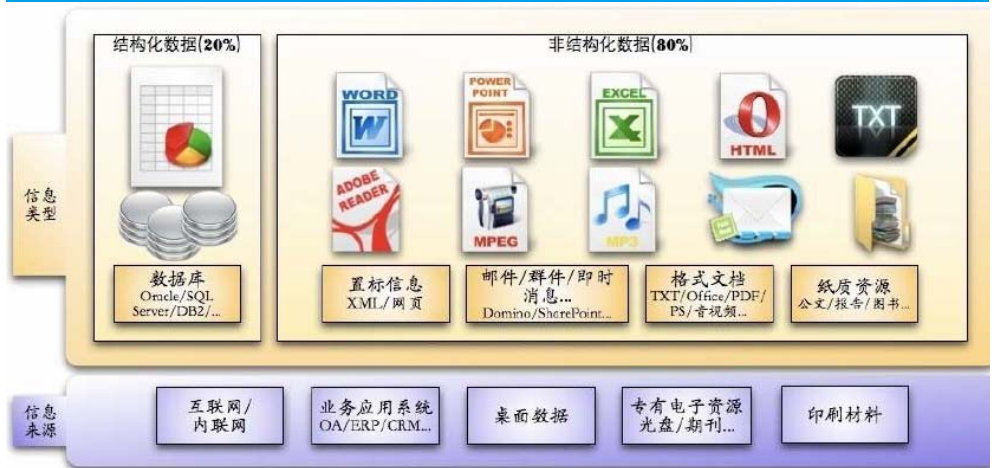 结构化数据(20%)
非结构化数据(80%)
WORD
W
POWER
POINT
EXCEL
X
HTML
TXT
ADOBE
READER
MPEG
MP3
信息
类型
数据库
Oracle/SQL
Server/DB2/...
置标信息
XML/网页
邮件/群件/即时
消息...
Domino/SharePoint...
格式文档
TXT/Office/PDF/
PS/音视频...
纸质资源
公文/报告/图书...
信息
来源
互联网/
内联网
业务应用系统
OA/ERP/CRM...
桌面数据
专有电子资源
光盘/期刊...
印刷材料